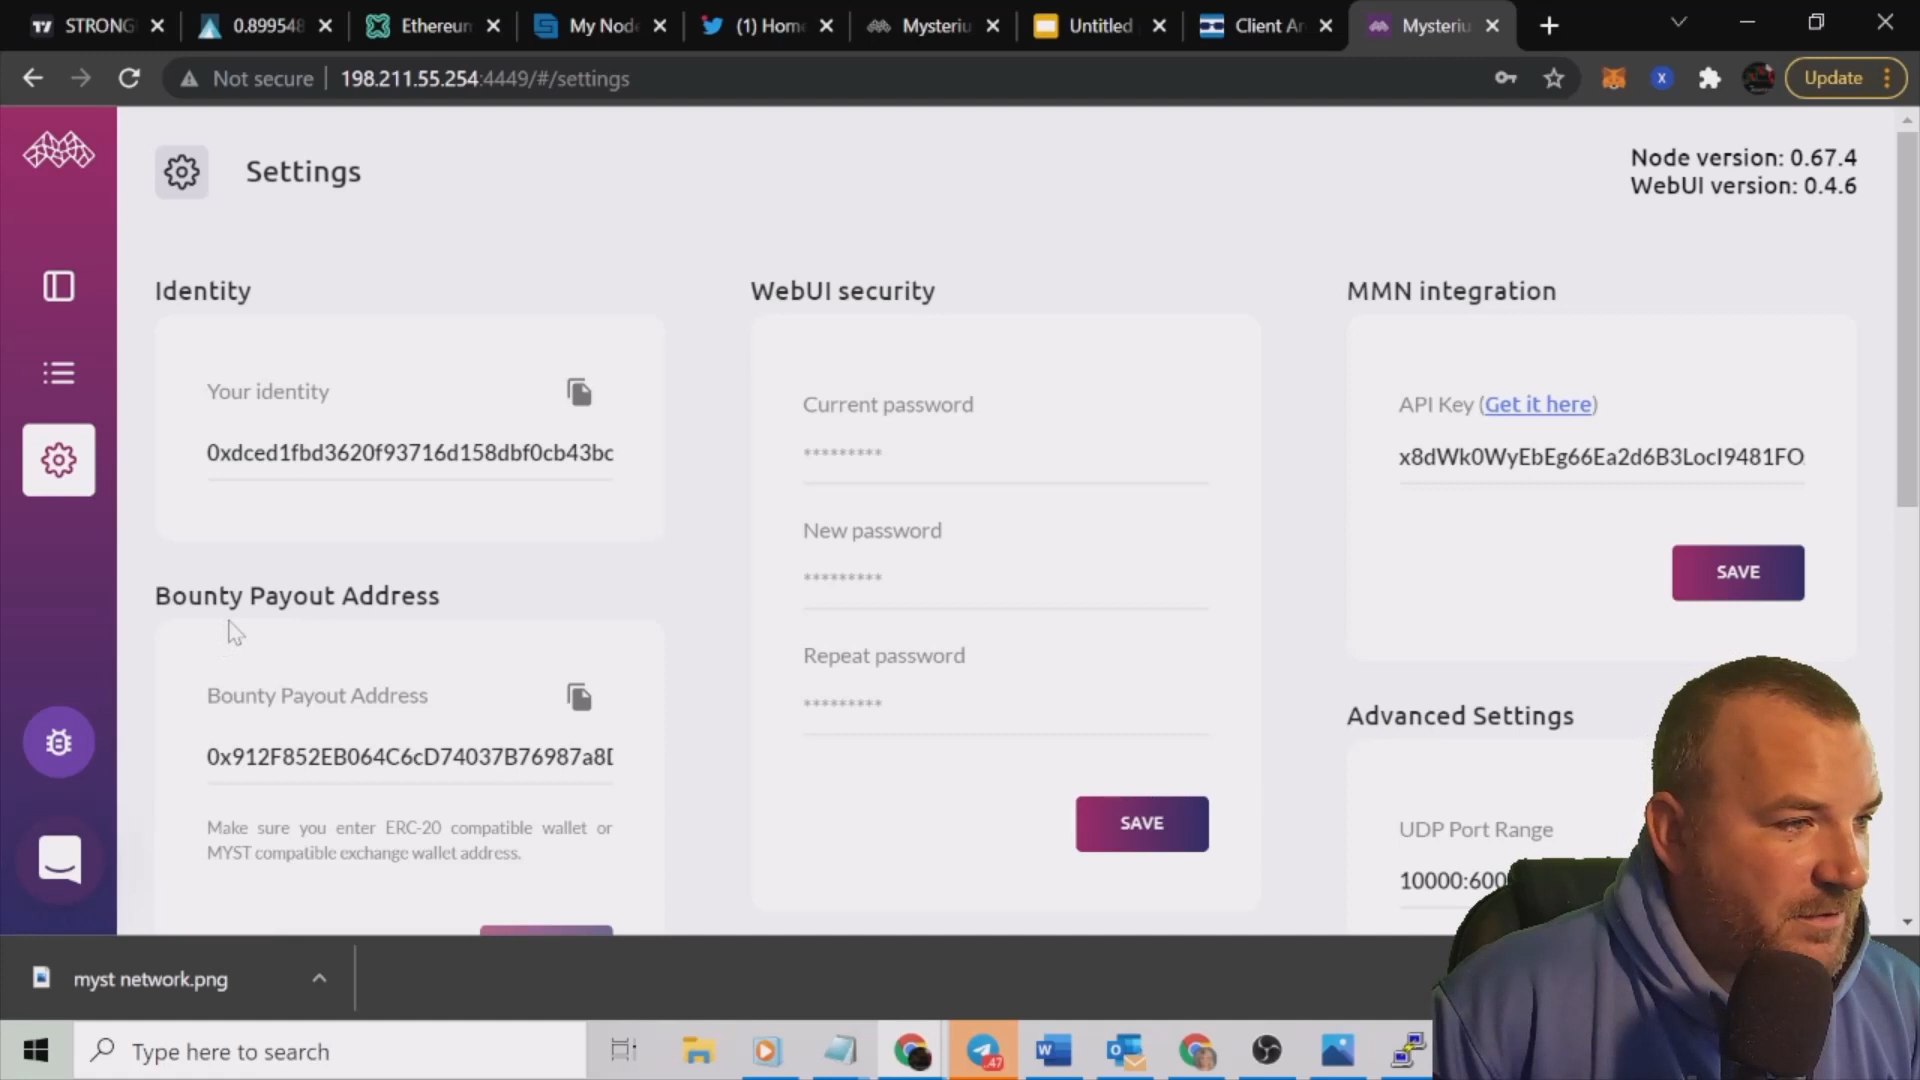 STRONG
0.899548
Ethereum
My Node
(1) Home
Mysteriu
Untitled
Client Ar
Mysteriu
Not secure
198.211.55.254:4449/#/settings
Update
Settings
Node version: 0.67.4
WebUI version: 0.4.6
Identity
Your identity
0xdced1fbd3620f93716d158dbf0cb43bc
Bounty Payout Address
Bounty Payout Address
0x912F852EB064C6cD74037B76987a8D
Make sure you enter ERC-20 compatible wallet or
MYST compatible exchange wallet address.
WebUI security
Current password
*********
New password
*********
Repeat password
*********
SAVE
MMN integration
API Key (Get it here)
x8dWk0WyEbEg66Ea2d6B3LocI9481FO
SAVE
Advanced Settings
UDP Port Range
10000:600
myst network.png
Type here to search
47